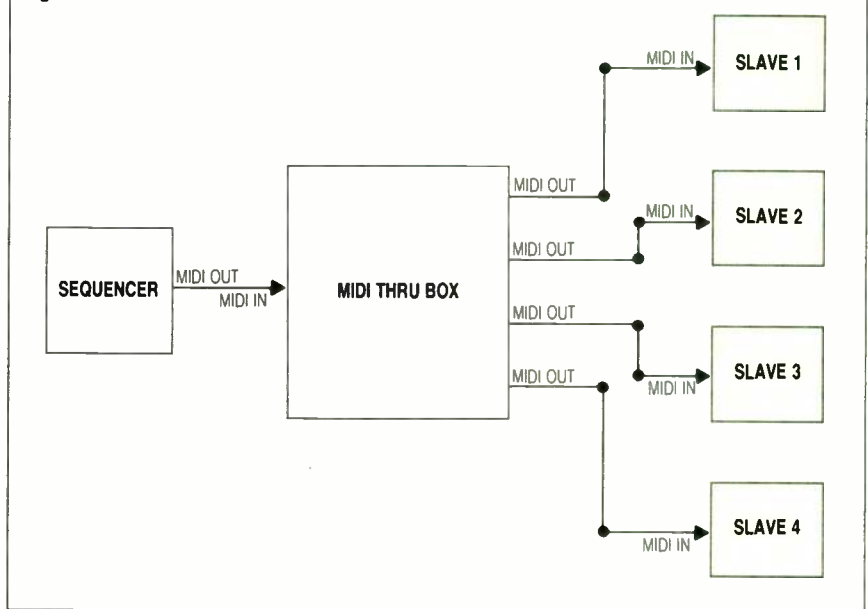 MIDI IN
SLAVE 1
MIDI OUT
MIDI IN
SLAVE 2
MIDI OUT
SEQUENCER
MIDI OUT
MIDI IN
MIDI THRU BOX
MIDI OUT
MIDI OUT
MIDI IN
SLAVE 3
MIDI IN
SLAVE 4